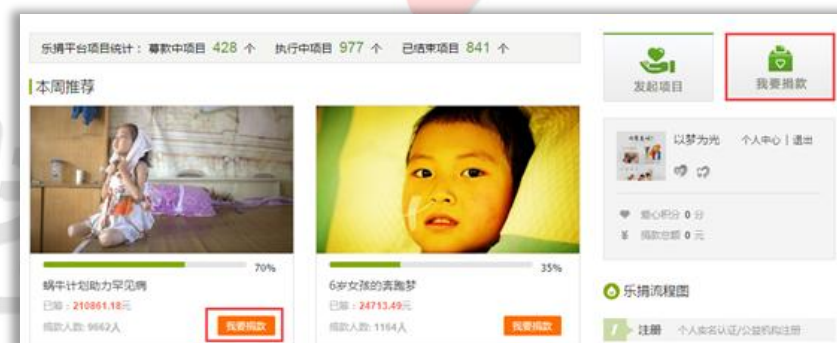 乐捐平台项目统计： 募款中项目 428 个 执行中项目 977 个 已结束项目 841 个
本周推荐
70%
蜗牛计划助力罕见病
已筹：210861.18元
捐款人数: 9662人
我要捐款
35%
6岁女孩的奔跑梦
已筹：24713.49元
捐款人数: 1164人
我要捐款
发起项目
我要捐款
以梦为光 个人中心 | 退出
爱心积分 0 分
¥ 捐款总额 0 元
乐捐流程图
1 注册 个人实名认证/公益机构注册